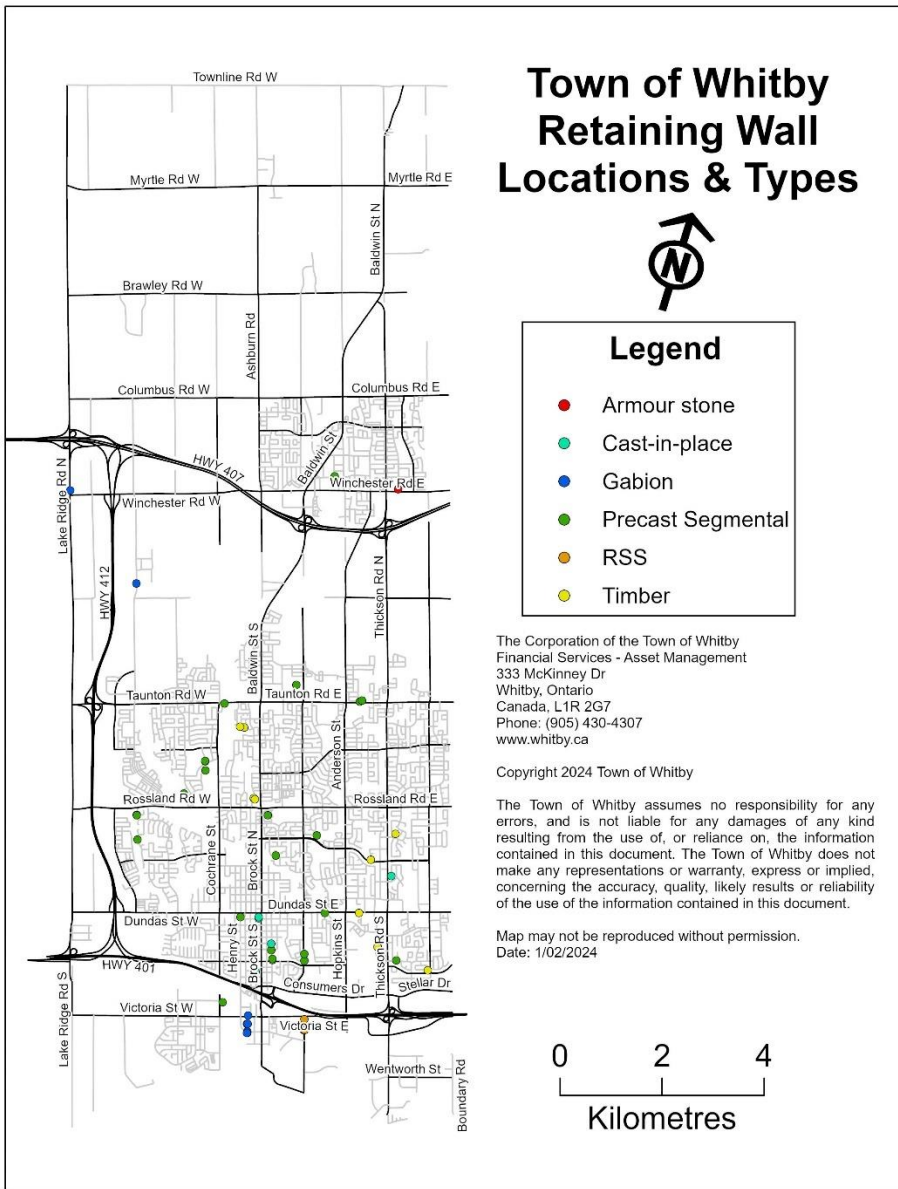 Town of Whitby
Retaining Wall
Locations & Types
N
Legend
Armour stone
Cast-in-place
Gabion
Precast Segmental
RSS
Timber
The Corporation of the Town of Whitby
Financial Services - Asset Management
333 McKinney Dr
Whitby, Ontario
Canada, L1R 2G7
Phone: (905) 430-4307
www.whitby.ca
Copyright 2024 Town of Whitby
The Town of Whitby assumes no responsibility for any
errors, and is not liable for any damages of any kind
resulting from the use of, or reliance on, the information
contained in this document. The Town of Whitby does not
make any representations or warranty, express or implied,
concerning the accuracy, quality, likely results or reliability
of the use of the information contained in this document.
Map may not be reproduced without permission.
Date: 1/02/2024
0 2 4
Kilometres
Townline Rd W
Myrtle Rd W
Myrtle Rd E
Baldwin St N
Brawley Rd W
Ashburn Rd
Columbus Rd W
Columbus Rd E
Baldwin St
HWY 407
Lake Ridge Rd N
Winchester Rd W
Winchester Rd E
HWY 412
Thickson Rd N
Baldwin St S
Taunton Rd W
Taunton Rd E
Anderson St
Rossland Rd W
Rossland Rd E
Cochrane St
Brock St N
Dundas St W
Dundas St E
Henry St
Brock St S
Hopkins St
Thickson Rd S
HWY 401
Consumers Dr
Stellar Dr
Lake Ridge Rd S
Victoria St W
Victoria St E
Wentworth St
Boundary Rd